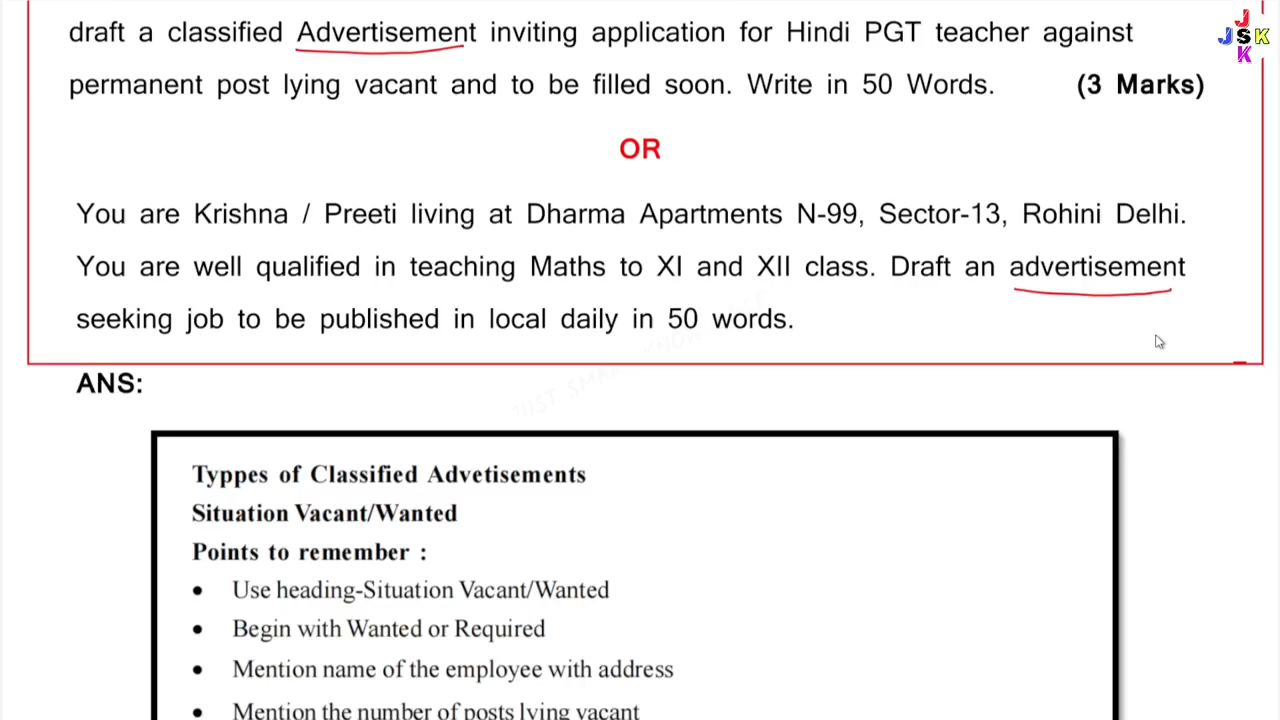 draft a classified Advertisement inviting application for Hindi PGT teacher against
permanent post lying vacant and to be filled soon. Write in 50 Words. (3 Marks)
OR
You are Krishna / Preeti living at Dharma Apartments N-99, Sector-13, Rohini Delhi.
You are well qualified in teaching Maths to XI and XII class. Draft an advertisement
seeking job to be published in local daily in 50 words.
ANS:
Typpes of Classified Advetisements
Situation Vacant/Wanted
Points to remember :
• Use heading-Situation Vacant/Wanted
• Begin with Wanted or Required
• Mention name of the employee with address
• Mention the number of posts lying vacant
J
JSK
K